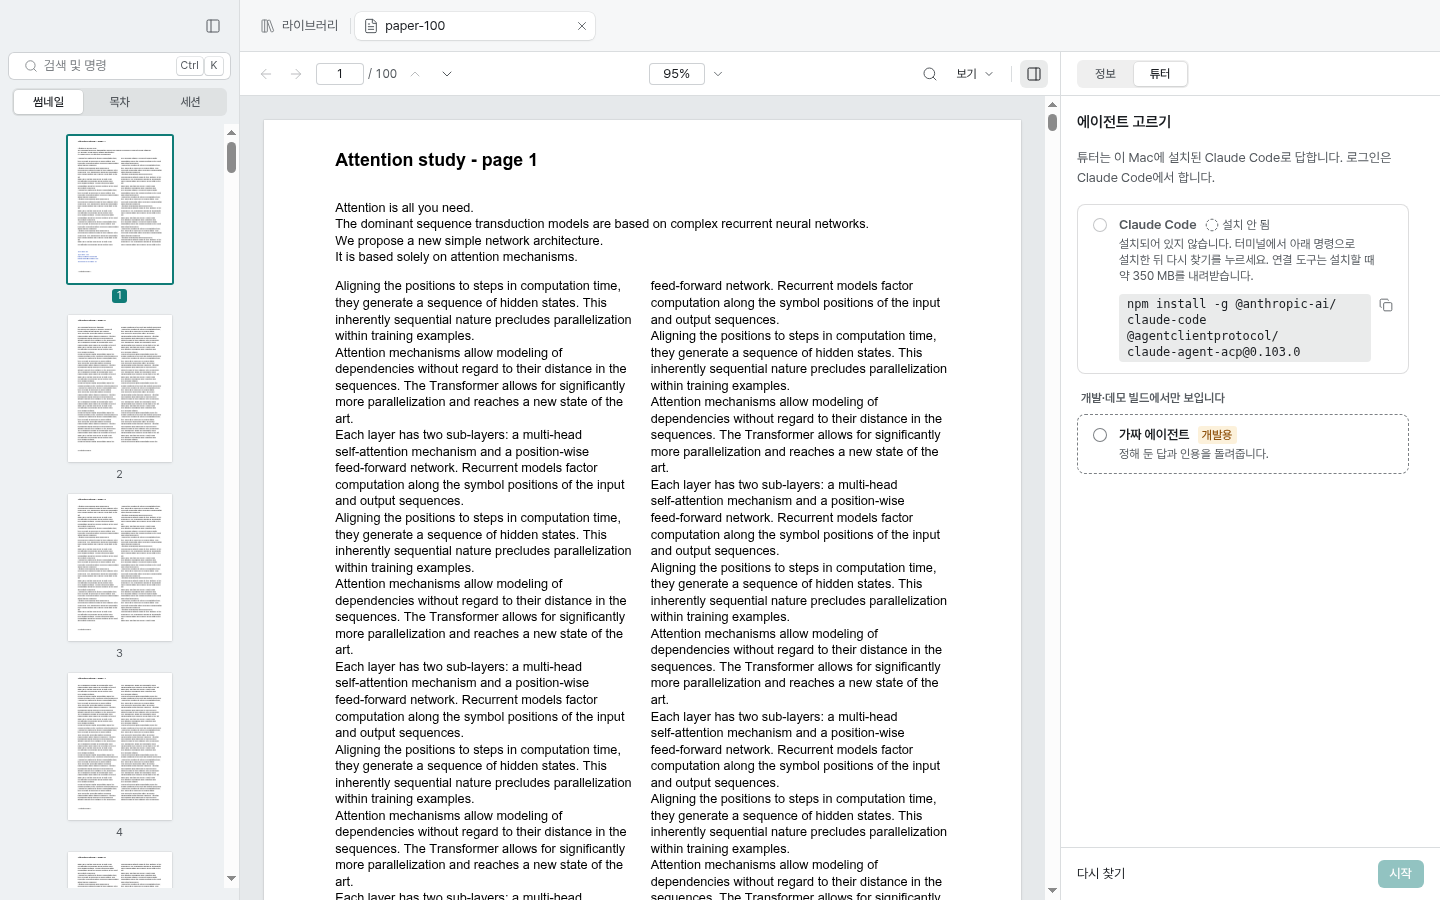 라이브러리
paper-100
검색 및 명령
Ctrl K
썸네일 목차 세션
1
2
3
4
1 / 100
95%
보기
Attention study - page 1
Attention is all you need.
The dominant sequence transduction models are based on complex recurrent neural networks.
We propose a new simple network architecture.
It is based solely on attention mechanisms.
Aligning the positions to steps in computation time,
they generate a sequence of hidden states. This
inherently sequential nature precludes parallelization
within training examples.
Attention mechanisms allow modeling of
dependencies without regard to their distance in the
sequences. The Transformer allows for significantly
more parallelization and reaches a new state of the
art.
Each layer has two sub-layers: a multi-head
self-attention mechanism and a position-wise
feed-forward network. Recurrent models factor
computation along the symbol positions of the input
and output sequences.
Aligning the positions to steps in computation time,
they generate a sequence of hidden states. This
inherently sequential nature precludes parallelization
within training examples.
Attention mechanisms allow modeling of
dependencies without regard to their distance in the
sequences. The Transformer allows for significantly
more parallelization and reaches a new state of the
art.
Each layer has two sub-layers: a multi-head
self-attention mechanism and a position-wise
feed-forward network. Recurrent models factor
computation along the symbol positions of the input
and output sequences.
Aligning the positions to steps in computation time,
they generate a sequence of hidden states. This
inherently sequential nature precludes parallelization
within training examples.
Attention mechanisms allow modeling of
dependencies without regard to their distance in the
sequences. The Transformer allows for significantly
more parallelization and reaches a new state of the
art.
Each layer has two sub-layers: a multi-head
feed-forward network. Recurrent models factor
computation along the symbol positions of the input
and output sequences.
Aligning the positions to steps in computation time,
they generate a sequence of hidden states. This
inherently sequential nature precludes parallelization
within training examples.
Attention mechanisms allow modeling of
dependencies without regard to their distance in the
sequences. The Transformer allows for significantly
more parallelization and reaches a new state of the
art.
Each layer has two sub-layers: a multi-head
self-attention mechanism and a position-wise
feed-forward network. Recurrent models factor
computation along the symbol positions of the input
and output sequences.
Aligning the positions to steps in computation time,
they generate a sequence of hidden states. This
inherently sequential nature precludes parallelization
within training examples.
Attention mechanisms allow modeling of
dependencies without regard to their distance in the
sequences. The Transformer allows for significantly
more parallelization and reaches a new state of the
art.
Each layer has two sub-layers: a multi-head
self-attention mechanism and a position-wise
feed-forward network. Recurrent models factor
computation along the symbol positions of the input
and output sequences.
Aligning the positions to steps in computation time,
they generate a sequence of hidden states. This
inherently sequential nature precludes parallelization
within training examples.
Attention mechanisms allow modeling of
dependencies without regard to their distance in the
sequences. The Transformer allows for significantly
정보 튜터
에이전트 고르기
튜터는 이 Mac에 설치된 Claude Code로 답합니다. 로그인은
Claude Code에서 합니다.
Claude Code 설치 안 됨
설치되어 있지 않습니다. 터미널에서 아래 명령으로
설치한 뒤 다시 찾기를 누르세요. 연결 도구는 설치할 때
약 350 MB를 내려받습니다.
npm install -g @anthropic-ai/
claude-code
@agentclientprotocol/
claude-agent-acp@0.103.0
개발·데모 빌드에서만 보입니다
가짜 에이전트 개발용
정해 둔 답과 인용을 돌려줍니다.
다시 찾기
시작